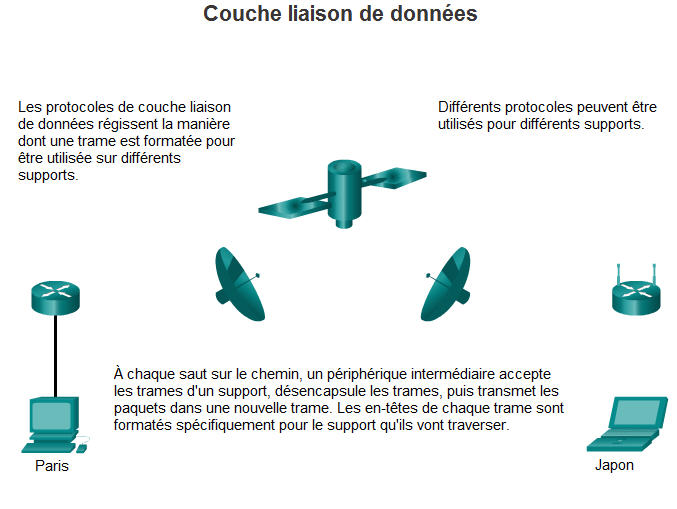 Couche liaison de données
Les protocoles de couche liaison
de données régissent la manière
dont une trame est formatée pour
être utilisée sur différents
supports.
Différents protocoles peuvent être
utilisés pour différents supports.
À chaque saut sur le chemin, un périphérique intermédiaire accepte
les trames d'un support, désencapsule les trames, puis transmet les
paquets dans une nouvelle trame. Les en-têtes de chaque trame sont
formatés spécifiquement pour le support qu'ils vont traverser.
Paris
Japon